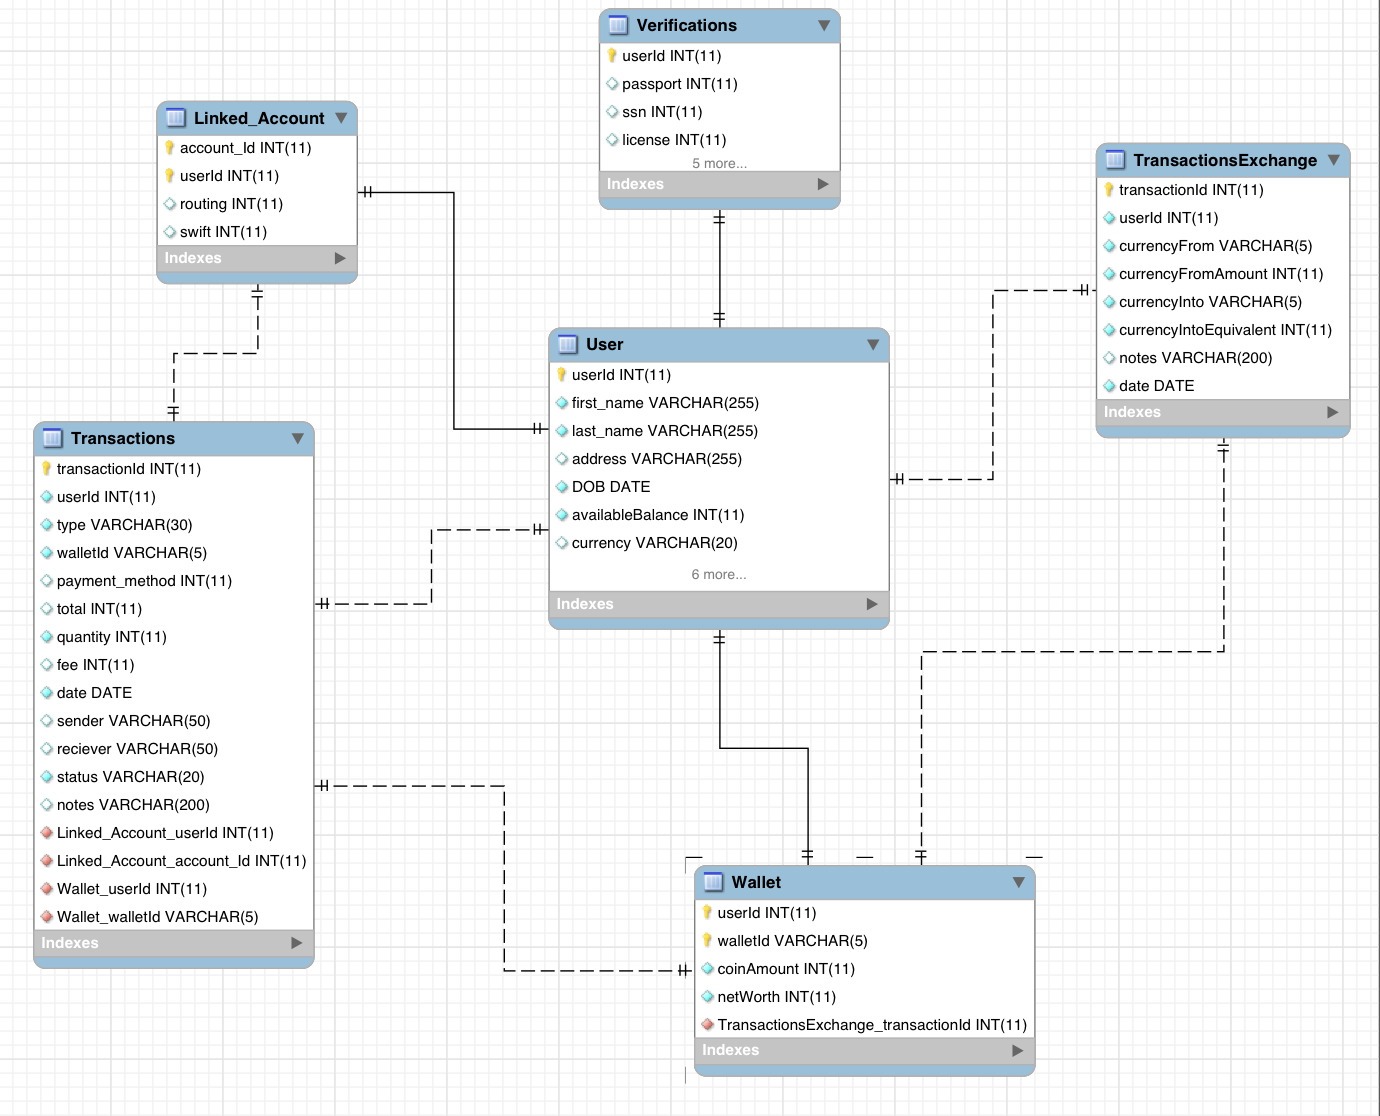 Verifications
userId INT(11)
passport INT(11)
ssn INT(11)
license INT(11)
5 more...
Indexes
Linked_Account
account_Id INT(11)
userId INT(11)
routing INT(11)
swift INT(11)
Indexes
TransactionsExchange
transactionId INT(11)
userId INT(11)
currencyFrom VARCHAR(5)
currencyFromAmount INT(11)
currencyInto VARCHAR(5)
currencyIntoEquivalent INT(11)
notes VARCHAR(200)
date DATE
Indexes
User
userId INT(11)
first_name VARCHAR(255)
last_name VARCHAR(255)
address VARCHAR(255)
DOB DATE
availableBalance INT(11)
currency VARCHAR(20)
6 more...
Indexes
Transactions
transactionId INT(11)
userId INT(11)
type VARCHAR(30)
walletId VARCHAR(5)
payment_method INT(11)
total INT(11)
quantity INT(11)
fee INT(11)
date DATE
sender VARCHAR(50)
reciever VARCHAR(50)
status VARCHAR(20)
notes VARCHAR(200)
Linked_Account_userId INT(11)
Linked_Account_account_Id INT(11)
Wallet_userId INT(11)
Wallet_walletId VARCHAR(5)
Indexes
Wallet
userId INT(11)
walletId VARCHAR(5)
coinAmount INT(11)
netWorth INT(11)
TransactionsExchange_transactionId INT(11)
Indexes